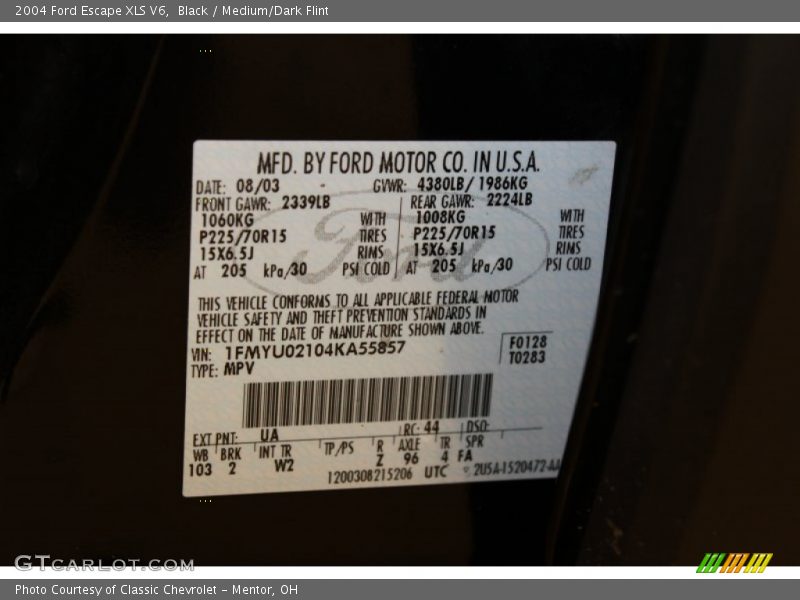 2004 Ford Escape XLS V6, Black / Medium/Dark Flint
MFD. BY FORD MOTOR CO. IN U.S.A.
DATE: 08/03 GVWR: 4380LB/ 1986KG
FRONT GAWR: 2339LB REAR GAWR: 2224LB
1060KG WITH 1008KG WITH
P225/70R15 TIRES P225/70R15 TIRES
15X6.5J RIMS 15X6.5J RIMS
AT 205 kPa/30 PSI COLD AT 205 kPa/30 PSI COLD
Ford
THIS VEHICLE CONFORMS TO ALL APPLICABLE FEDERAL MOTOR
VEHICLE SAFETY AND THEFT PREVENTION STANDARDS IN
EFFECT ON THE DATE OF MANUFACTURE SHOWN ABOVE.
VIN: 1FMYU02104KA55857 F0128
TYPE: MPV T0283
EXT PNT: UA RC: 44 DSO:
WB BRK INT TR TP/PS R AXLE TR SPR
103 2 W2 Z 96 4 FA
1200308215206 UTC 2U5A-1520472-AA
GTCarLot.com
Photo Courtesy of Classic Chevrolet - Mentor, OH